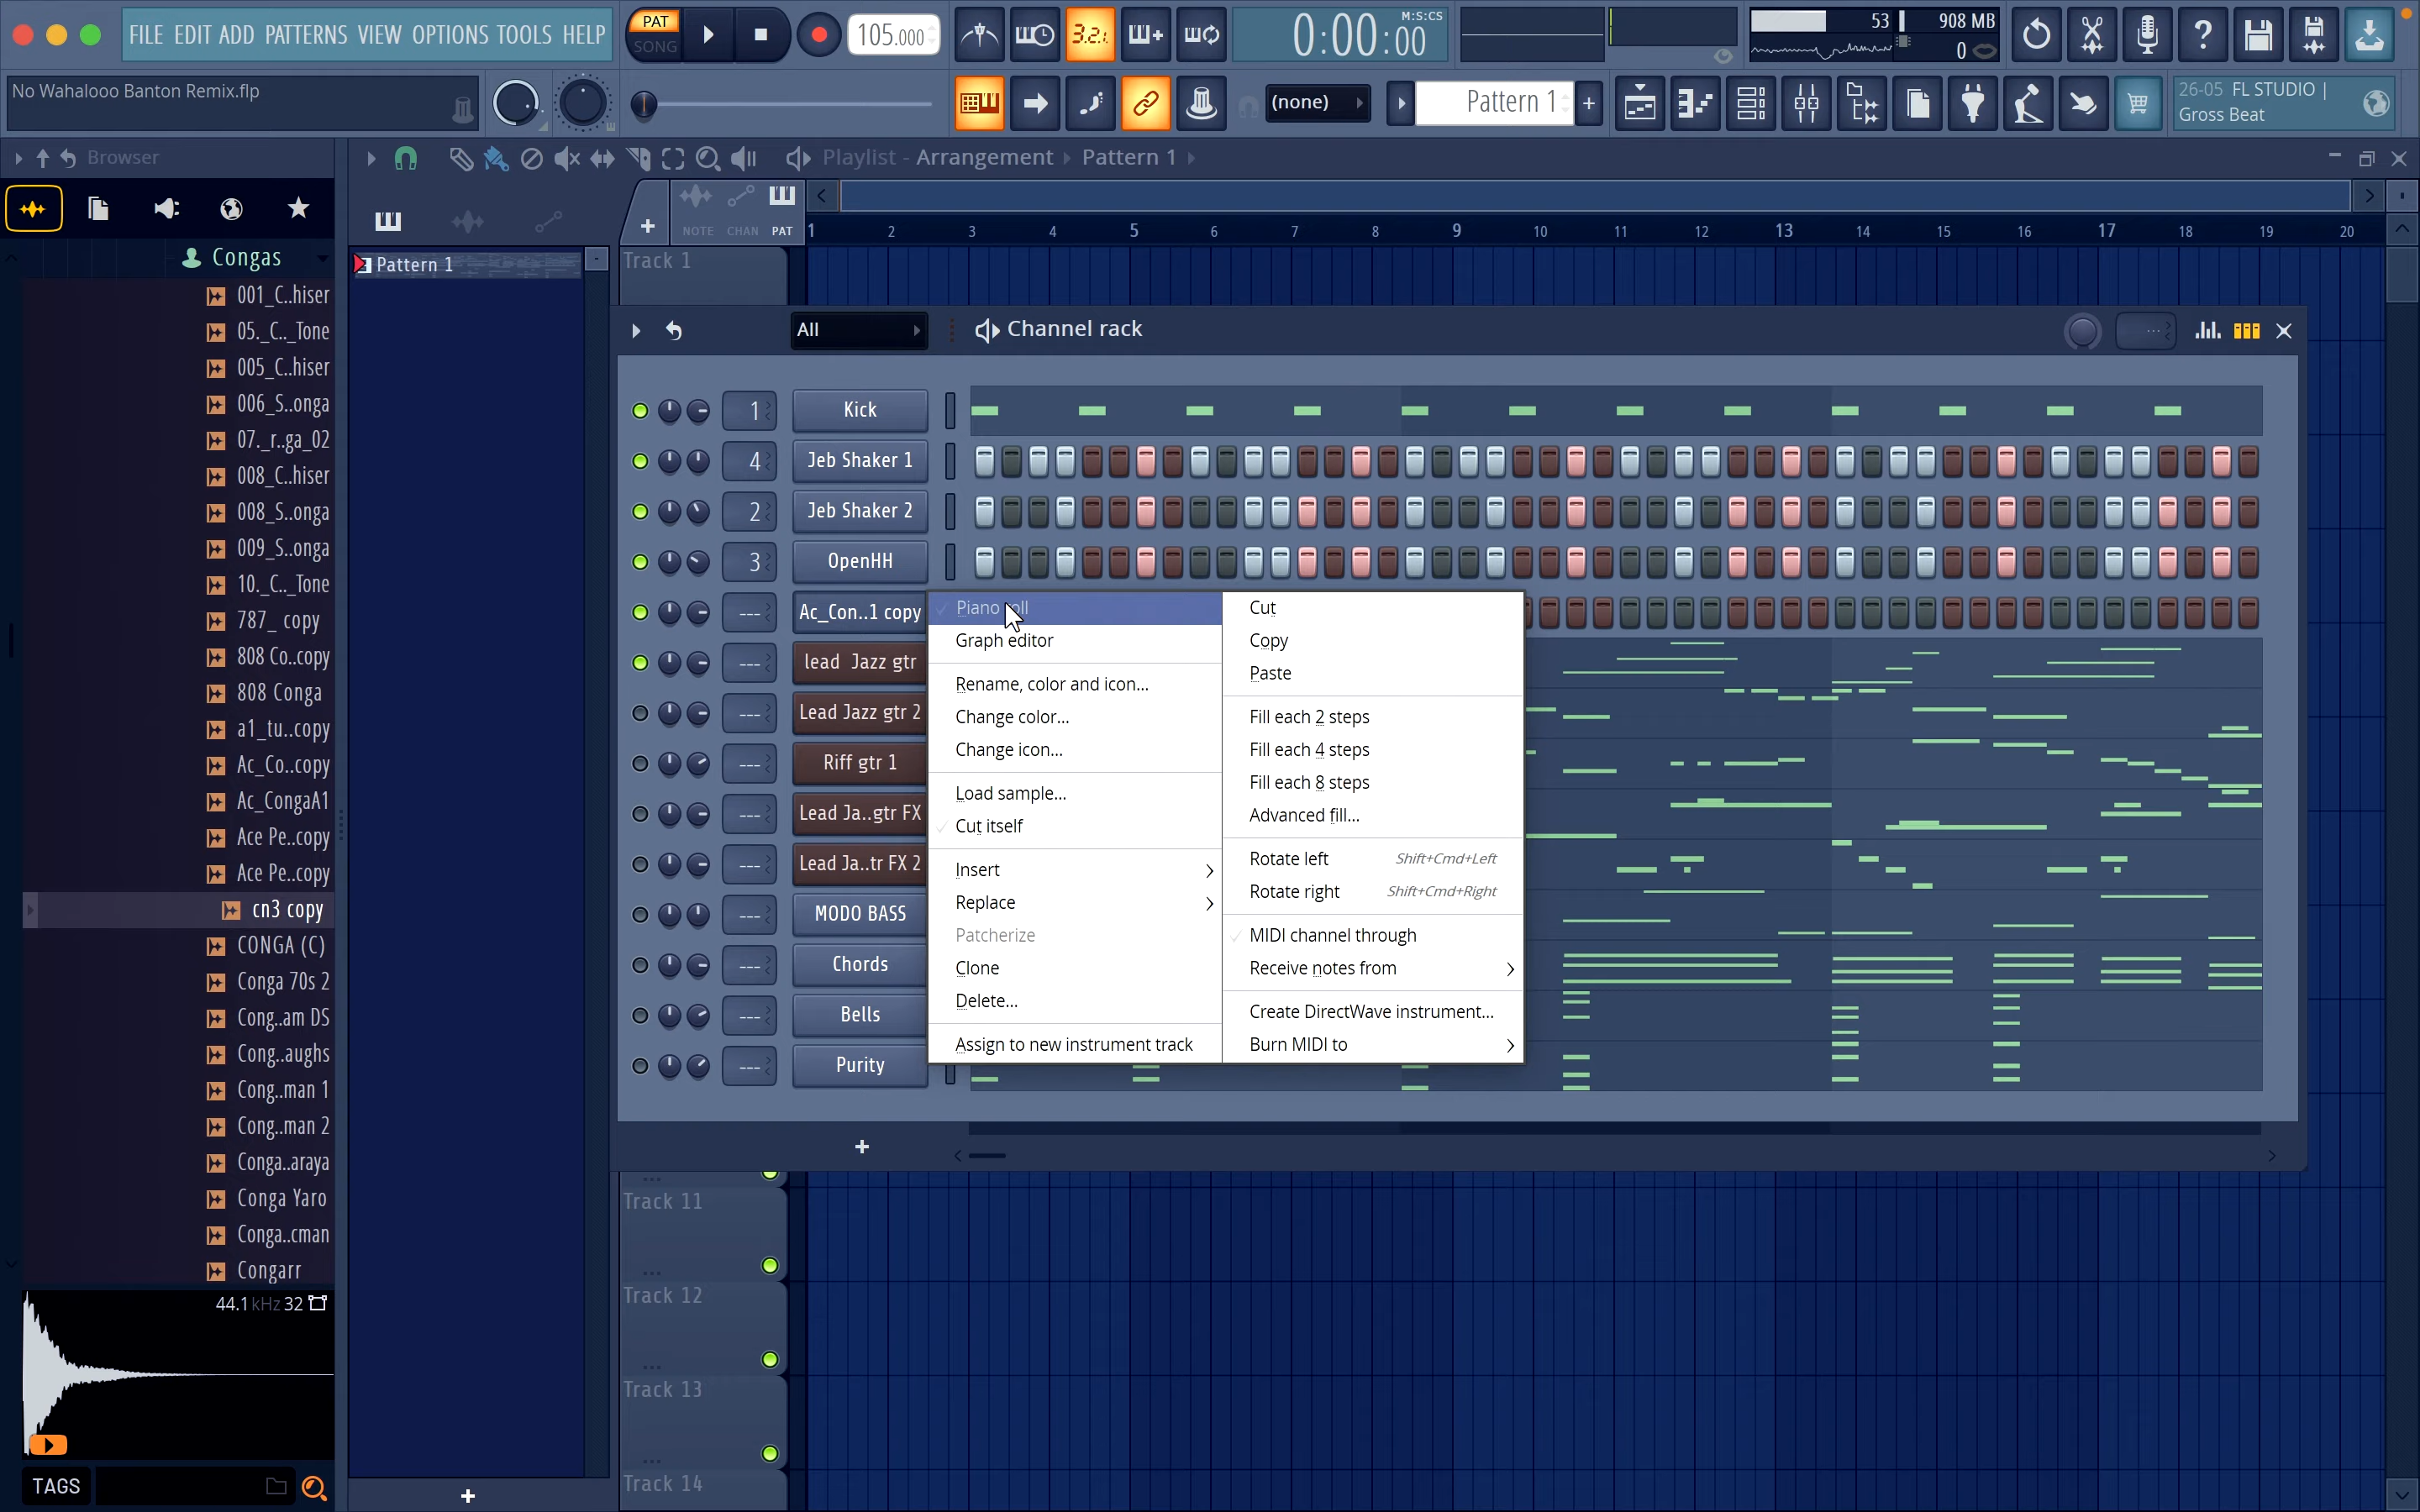 FILE EDIT ADD PATTERNS VIEW OPTIONS TOOLS HELP
PAT
SONG
105.000
3.2.
M:S:CS
0:00:00
53
908 MB
0
No Wahalooo Banton Remix.flp
(none)
Pattern 1
+
26-05 FL STUDIO |
Gross Beat
Browser
Playlist - Arrangement
Pattern 1
NOTE CHAN PAT
1 2 3 4 5 6 7 8 9 10 11 12 13 14 15 16 17 18 19 20
Congas
001_C..hiser
05._C.._Tone
005_C..hiser
006_S..onga
07._r..ga_02
008_C..hiser
008_S..onga
009_S..onga
10._C.._Tone
787_ copy
808 Co..copy
808 Conga
a1_tu..copy
Ac_Co..copy
Ac_CongaA1
Ace Pe..copy
Ace Pe..copy
cn3 copy
CONGA (C)
Conga 70s 2
Cong..am DS
Cong..aughs
Cong..man 1
Cong..man 2
Conga..araya
Conga Yaro
Conga..cman
Congarr
44.1 kHz 32
TAGS
Pattern 1
Track 1
All
Channel rack
1 Kick
4 Jeb Shaker 1
2 Jeb Shaker 2
3 OpenHH
--- Ac_Con..1 copy
--- lead Jazz gtr
--- Lead Jazz gtr 2
--- Riff gtr 1
--- Lead Ja..gtr FX
--- Lead Ja..tr FX 2
--- MODO BASS
--- Chords
--- Bells
--- Purity
Graph editor
Rename, color and icon...
Change color...
Change icon...
Load sample...
Cut itself
Insert
Replace
Patcherize
Clone
Delete...
Assign to new instrument track
Piano roll
Cut
Copy
Paste
Fill each 2 steps
Fill each 4 steps
Fill each 8 steps
Advanced fill...
Rotate left Shift+Cmd+Left
Rotate right Shift+Cmd+Right
MIDI channel through
Receive notes from
Create DirectWave instrument...
Burn MIDI to
Track 11
Track 12
Track 13
Track 14